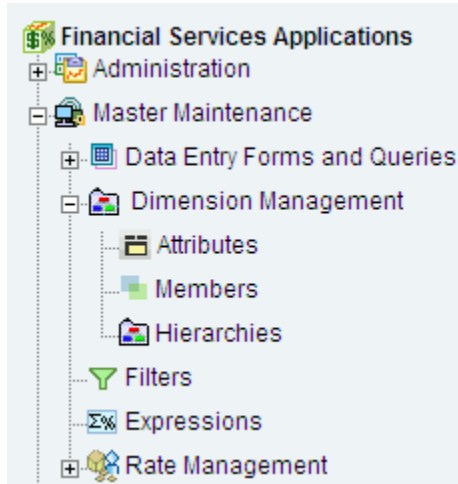 Financial Services Applications
Administration
Master Maintenance
Data Entry Forms and Queries
Dimension Management
Attributes
Members
Hierarchies
Filters
Σ% Expressions
Rate Management